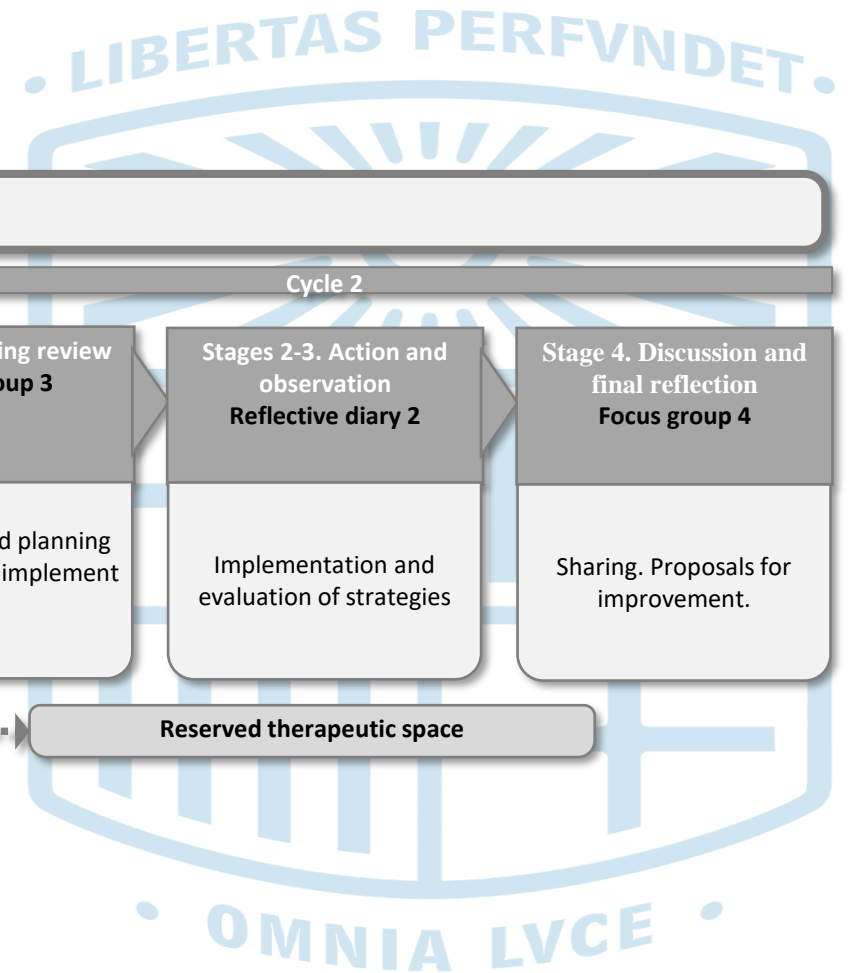 LIBERTAS PERFVNDET
Cycle 2
ing review
oup 3
Stages 2-3. Action and
observation
Reflective diary 2
Stage 4. Discussion and
final reflection
Focus group 4
d planning
implement
Implementation and
evaluation of strategies
Sharing. Proposals for
improvement.
Reserved therapeutic space
OMNIA LVCE